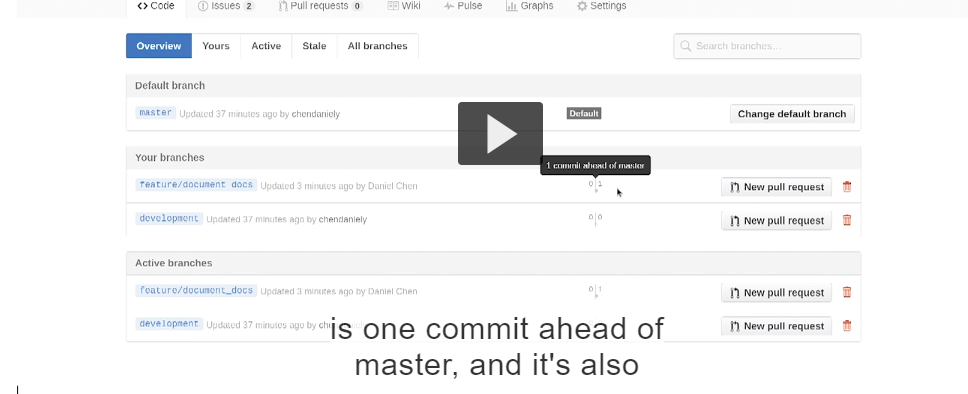 Code Issues 2 Pull requests 0 Wiki Pulse Graphs Settings
Overview Yours Active Stale All branches Search branches...
Default branch
master Updated 37 minutes ago by chendaniely Default Change default branch
Your branches
1 commit ahead of master
feature/document_docs Updated 3 minutes ago by Daniel Chen 0 1 New pull request
development Updated 37 minutes ago by chendaniely 0 0 New pull request
Active branches
feature/document_docs Updated 3 minutes ago by Daniel Chen 0 1 New pull request
development Updated 37 minutes ago by New pull request
is one commit ahead of
master, and it's also